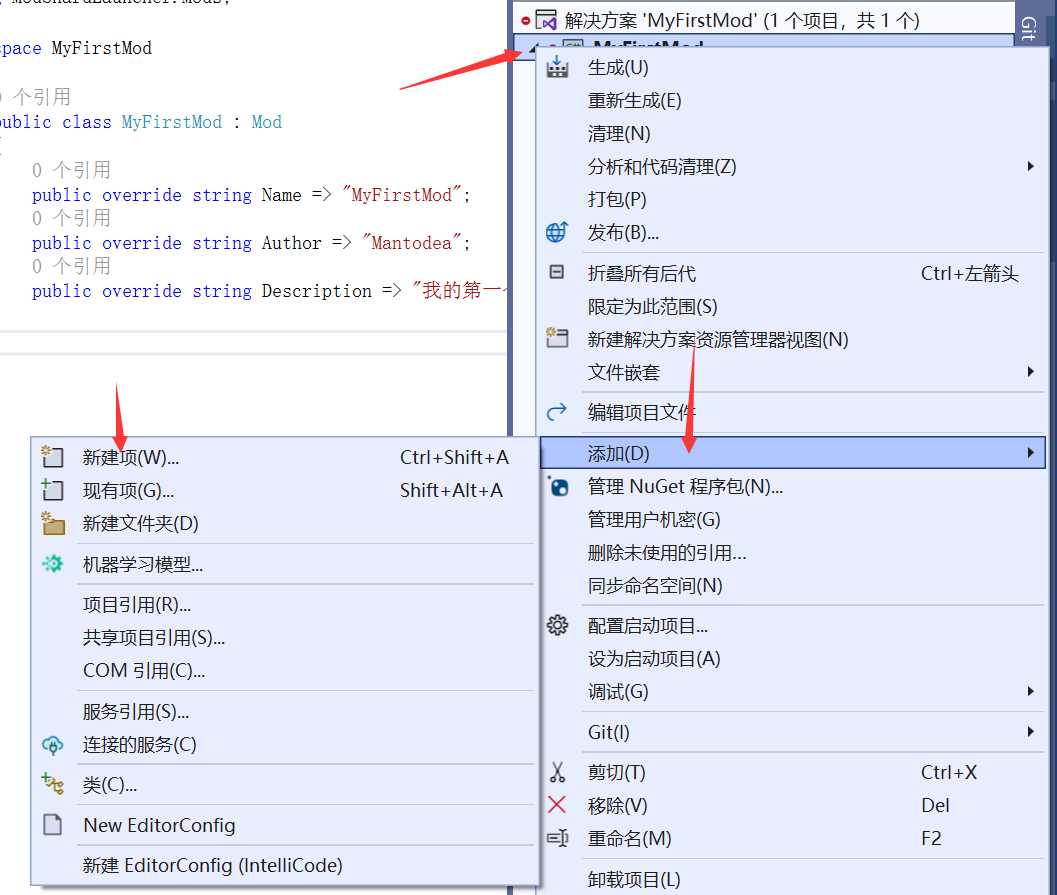 ModShardLauncher.Mods;
space MyFirstMod
0 个引用
public class MyFirstMod : Mod
0 个引用
public override string Name => "MyFirstMod";
0 个引用
public override string Author => "Mantodea";
0 个引用
public override string Description => "我的第一
解决方案 'MyFirstMod' (1 个项目，共 1 个)
MyFirstMod
Git
生成(U)
重新生成(E)
清理(N)
分析和代码清理(Z)
打包(P)
发布(B)...
折叠所有后代 Ctrl+左箭头
限定为此范围(S)
新建解决方案资源管理器视图(N)
文件嵌套
编辑项目文件
添加(D)
管理 NuGet 程序包(N)...
管理用户机密(G)
删除未使用的引用...
同步命名空间(N)
配置启动项目...
设为启动项目(A)
调试(G)
Git(I)
剪切(T) Ctrl+X
移除(V) Del
重命名(M) F2
卸载项目(L)
新建项(W)... Ctrl+Shift+A
现有项(G)... Shift+Alt+A
新建文件夹(D)
机器学习模型...
项目引用(R)...
共享项目引用(S)...
COM 引用(C)...
服务引用(S)...
连接的服务(C)
类(C)...
New EditorConfig
新建 EditorConfig (IntelliCode)